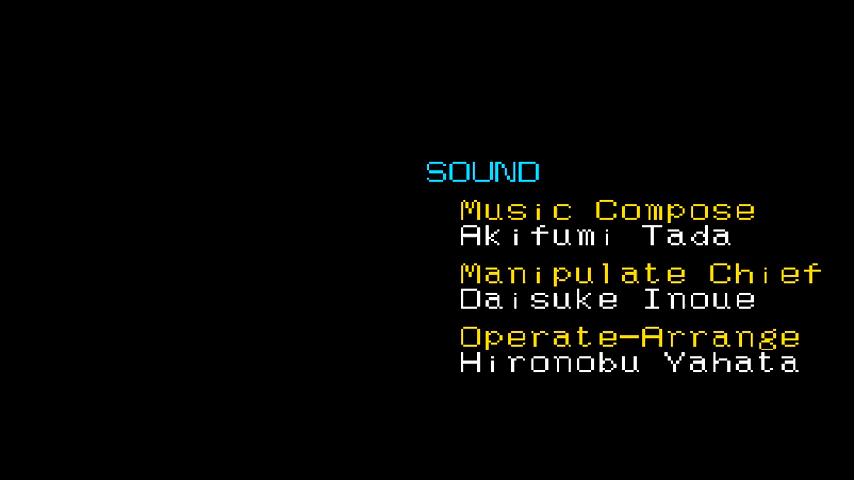 SOUND
Music Compose
Akifumi Tada
Manipulate Chief
Daisuke Inoue
Operate-Arrange
Hironobu Yahata